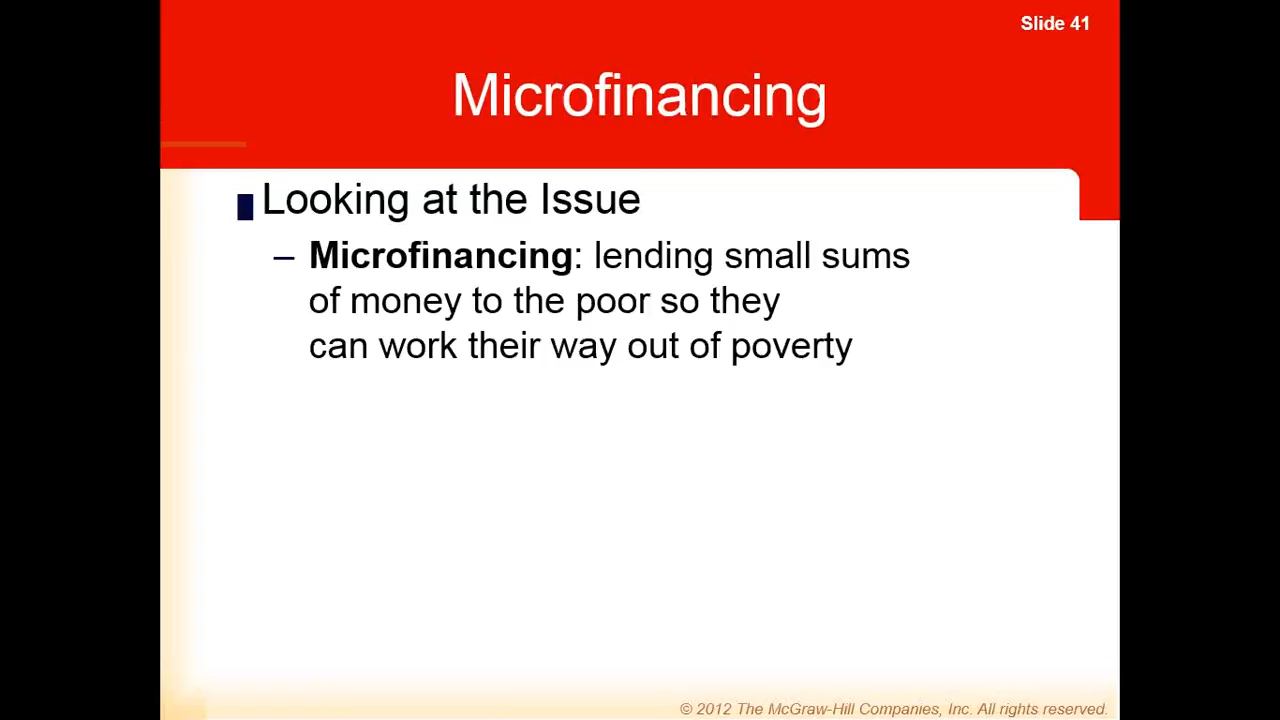 Slide 41
Microfinancing
Looking at the Issue
– Microfinancing: lending small sums
of money to the poor so they
can work their way out of poverty
© 2012 The McGraw-Hill Companies, Inc. All rights reserved.